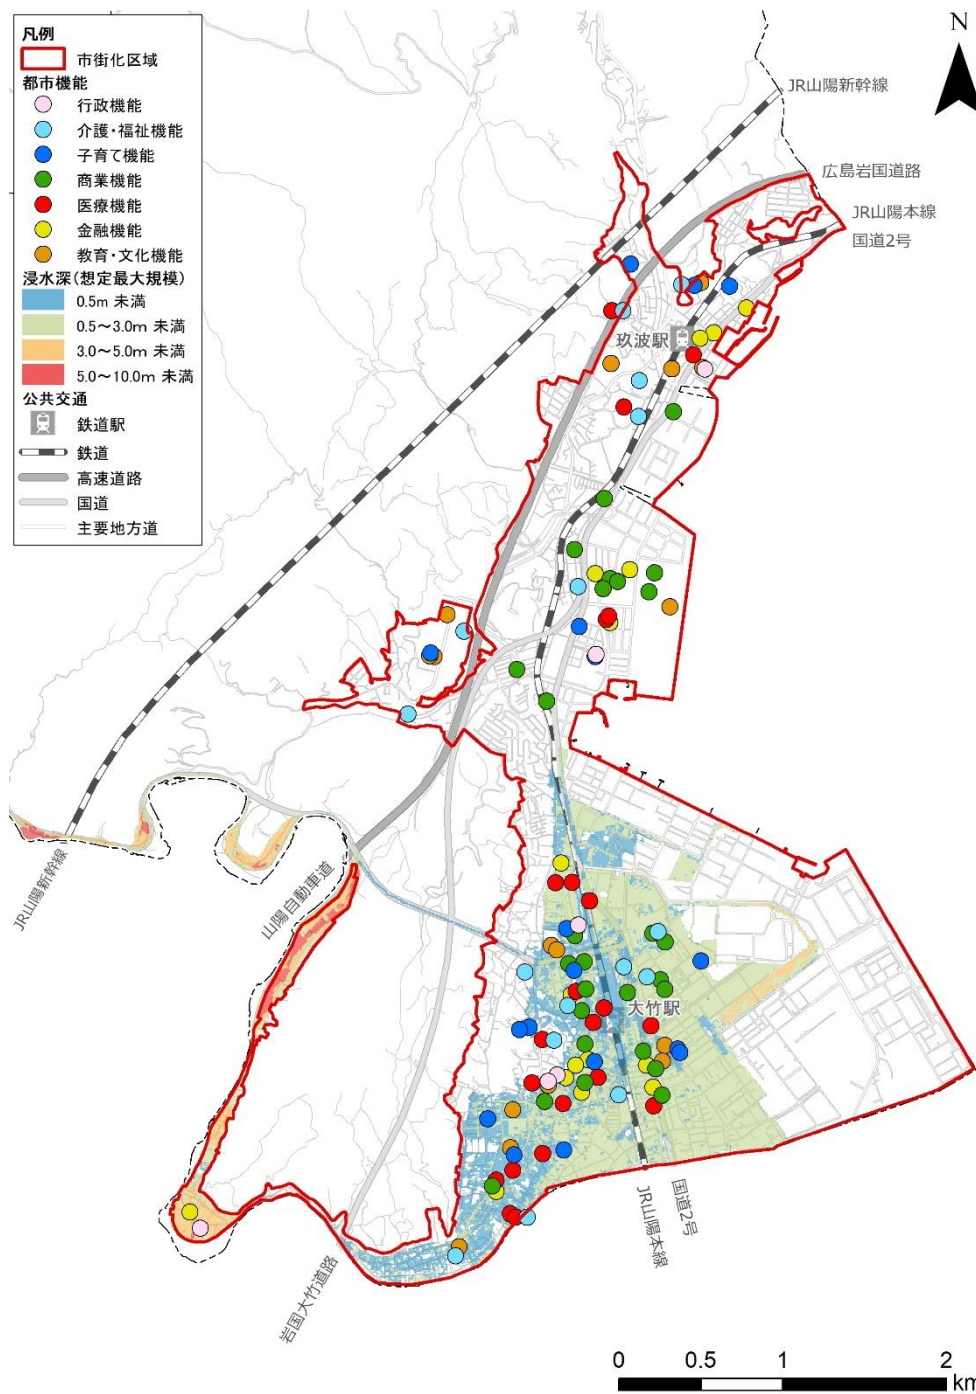 凡例
市街化区域
都市機能
行政機能
介護・福祉機能
子育て機能
商業機能
医療機能
金融機能
教育・文化機能
浸水深(想定最大規模)
0.5m 未満
0.5～3.0m 未満
3.0～5.0m 未満
5.0～10.0m 未満
公共交通
鉄道駅
鉄道
高速道路
国道
主要地方道
N
JR山陽新幹線
広島岩国道路
JR山陽本線
国道2号
玖波駅
JR山陽新幹線
山陽自動車道
大竹駅
岩国大竹道路
JR山陽本線
国道2号
0 0.5 1 2
km